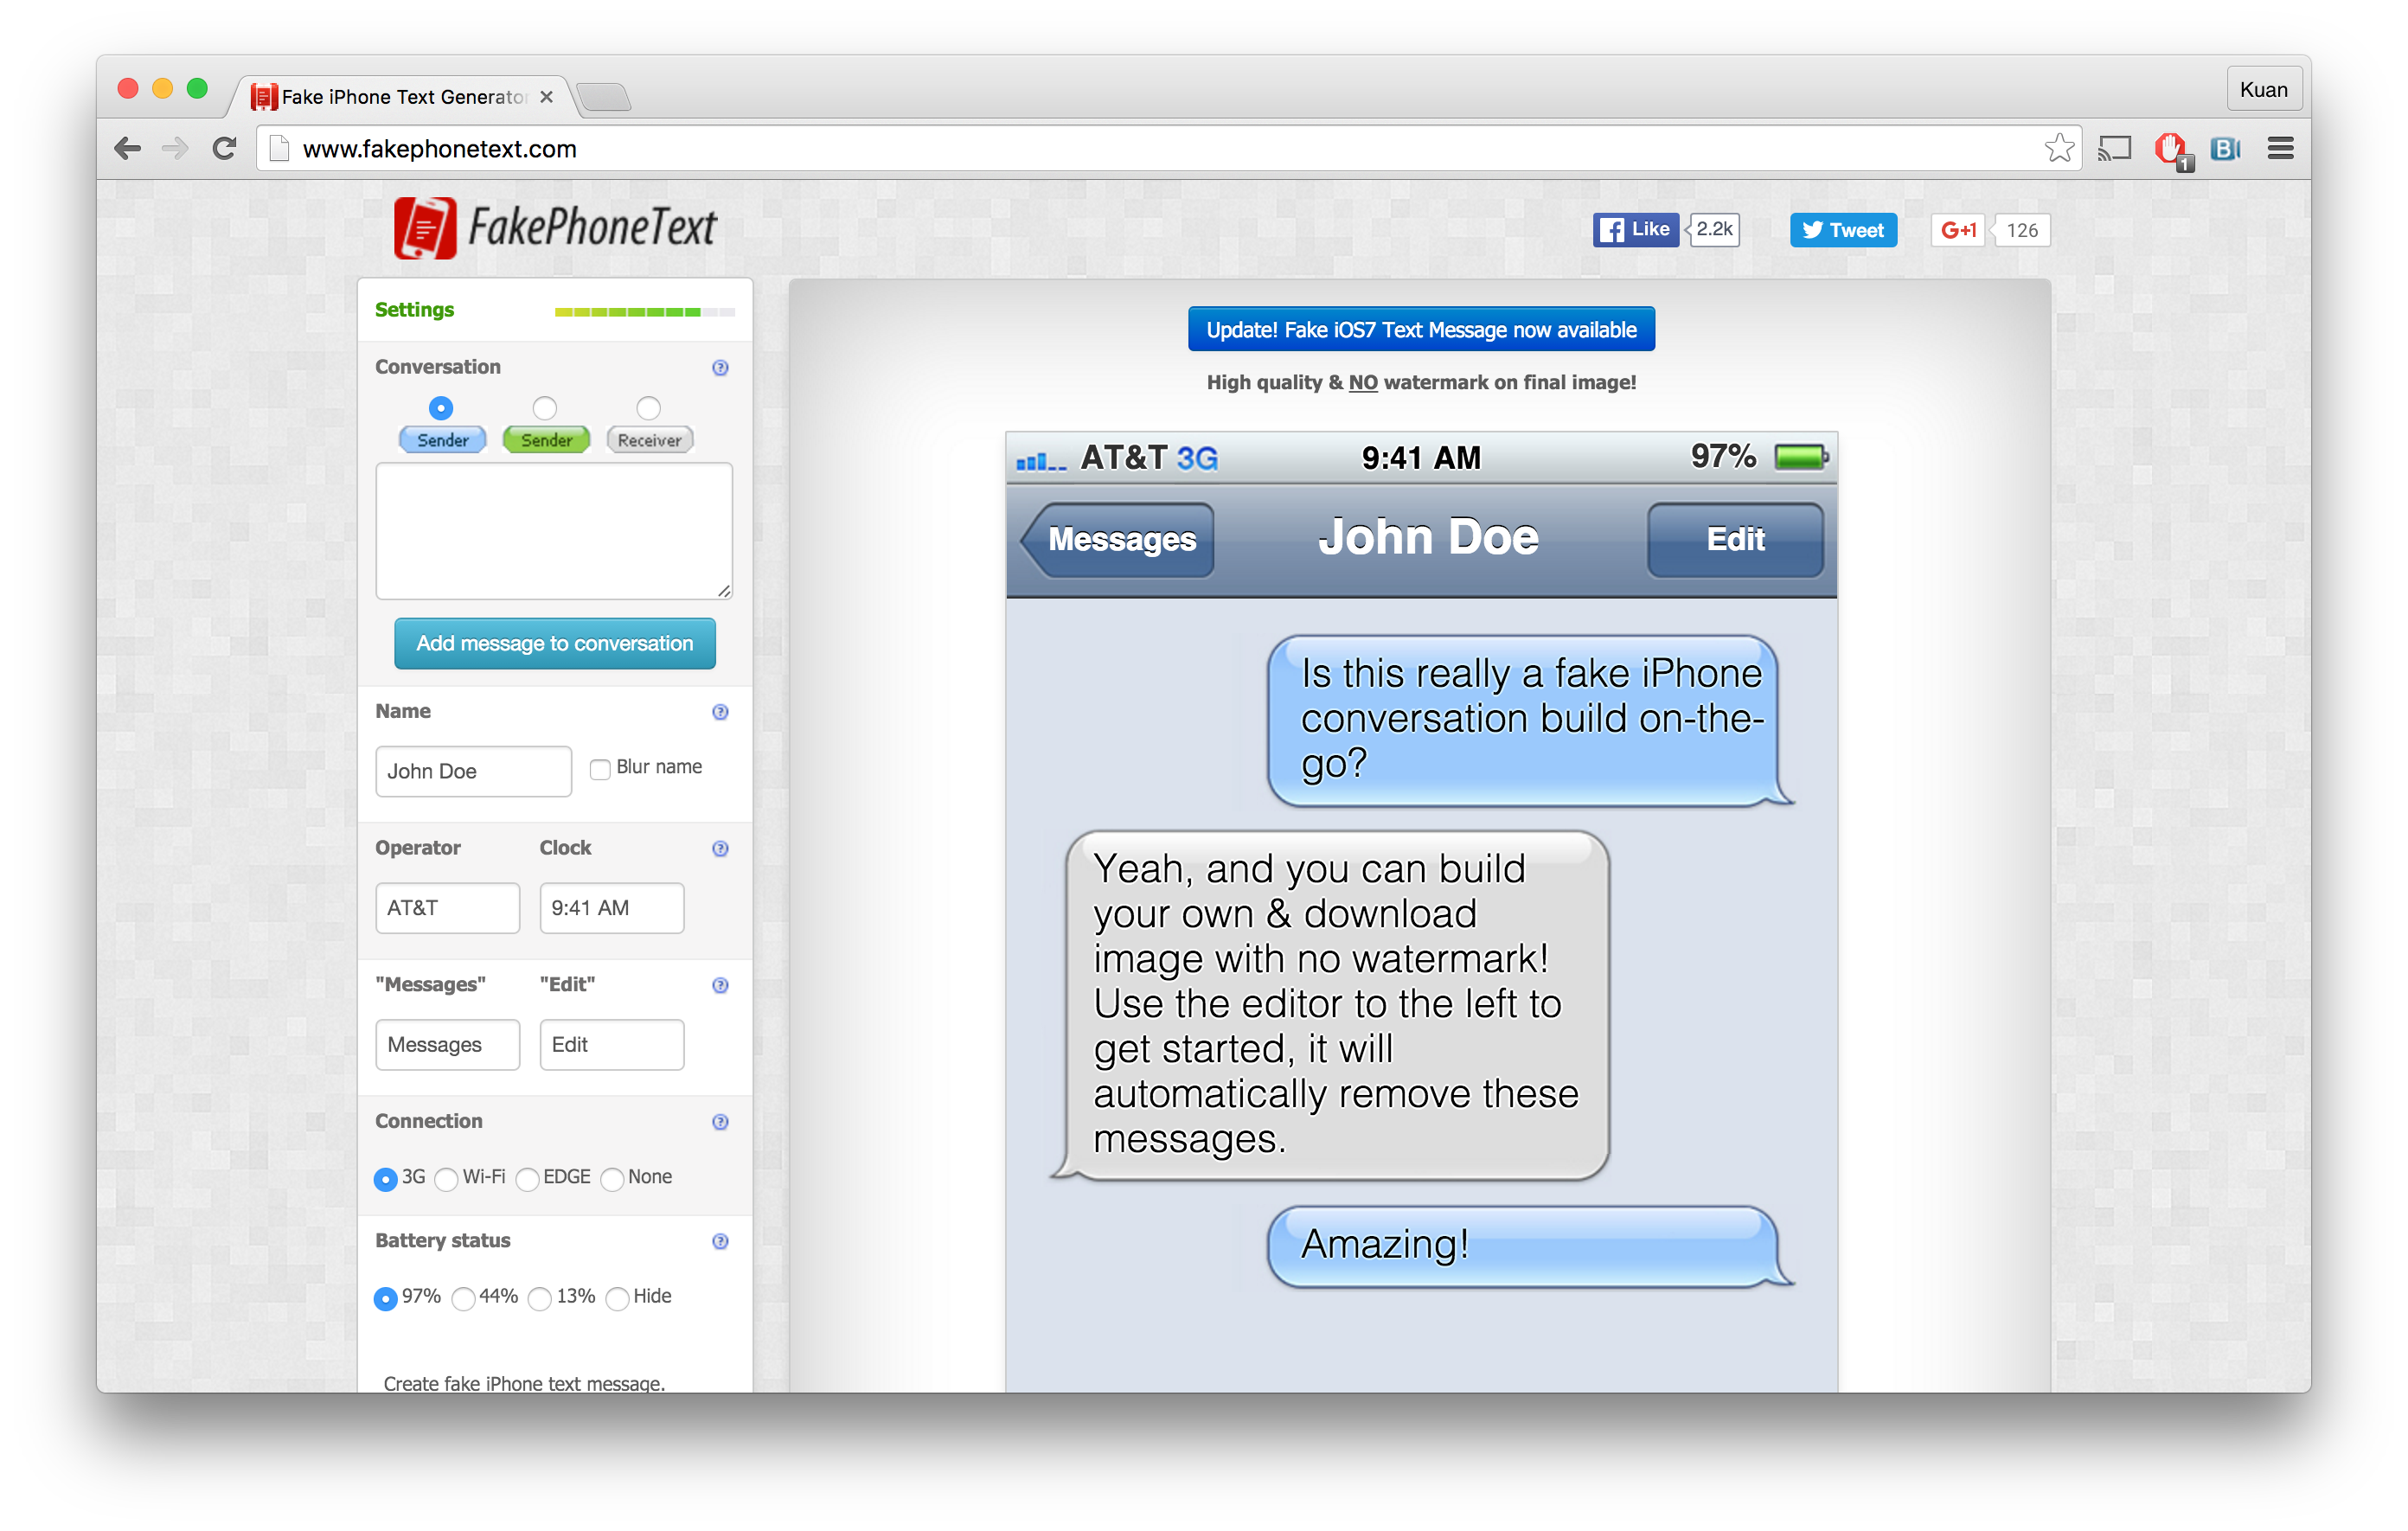 Fake iPhone Text Generator
Kuan
www.fakephonetext.com
1
B
FakePhoneText
Like 2.2k
Tweet
G+1 126
Settings
Conversation
Sender Sender Receiver
Add message to conversation
Name
John Doe Blur name
Operator Clock
AT&T 9:41 AM
"Messages" "Edit"
Messages Edit
Connection
3G Wi-Fi EDGE None
Battery status
97% 44% 13% Hide
Create fake iPhone text message.
Update! Fake iOS7 Text Message now available
High quality & NO watermark on final image!
AT&T 3G 9:41 AM 97%
Messages John Doe Edit
Is this really a fake iPhone
conversation build on-the-
go?
Yeah, and you can build
your own & download
image with no watermark!
Use the editor to the left to
get started, it will
automatically remove these
messages.
Amazing!